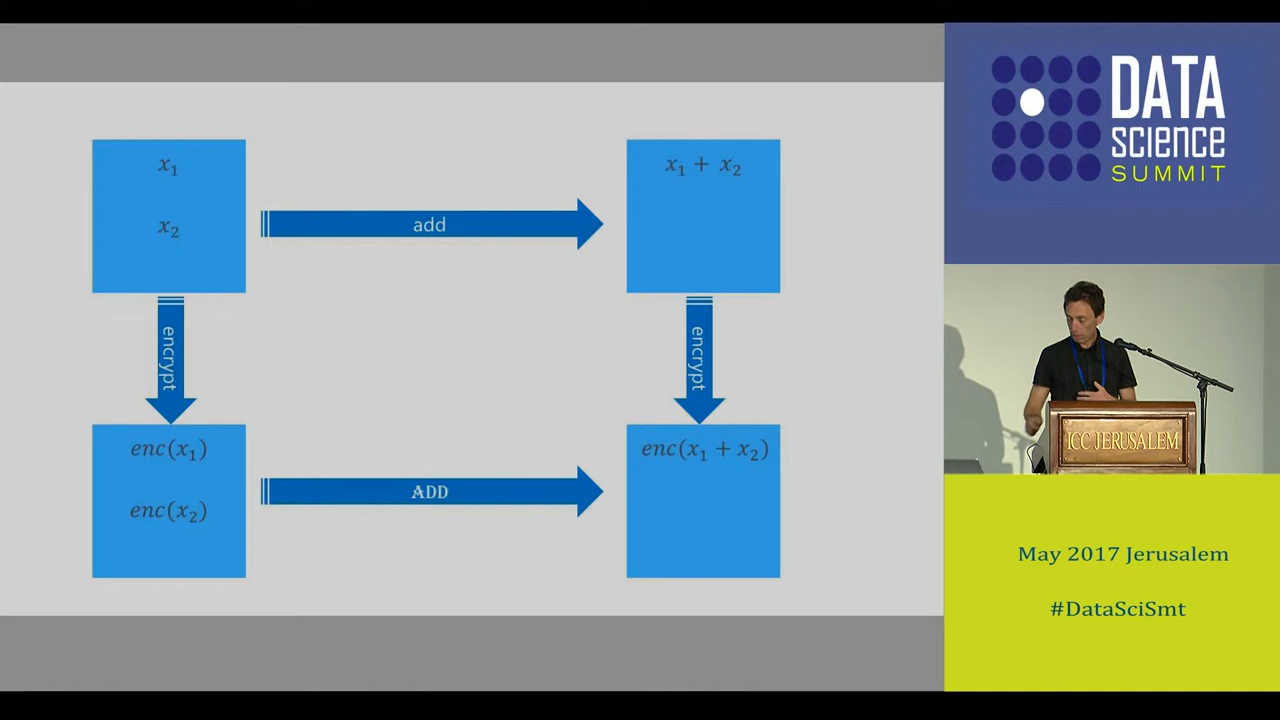 x₁
x₂
add
x₁ + x₂
encrypt
encrypt
enc(x₁)
enc(x₂)
ADD
enc(x₁ + x₂)
DATA
SCIENCE
SUMMIT
ICC JERUSALEM
May 2017 Jerusalem
#DataSciSmt